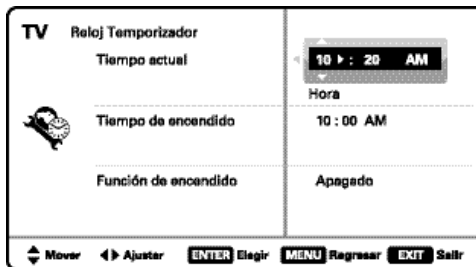 TV Reloj Temporizador
Tiempo actual 10 : 20 AM
Hora
Tiempo de encendido 10 : 00 AM
Función de encendido Apagado
Mover Ajustar ENTER Elegir MENU Regresar EXIT Salir